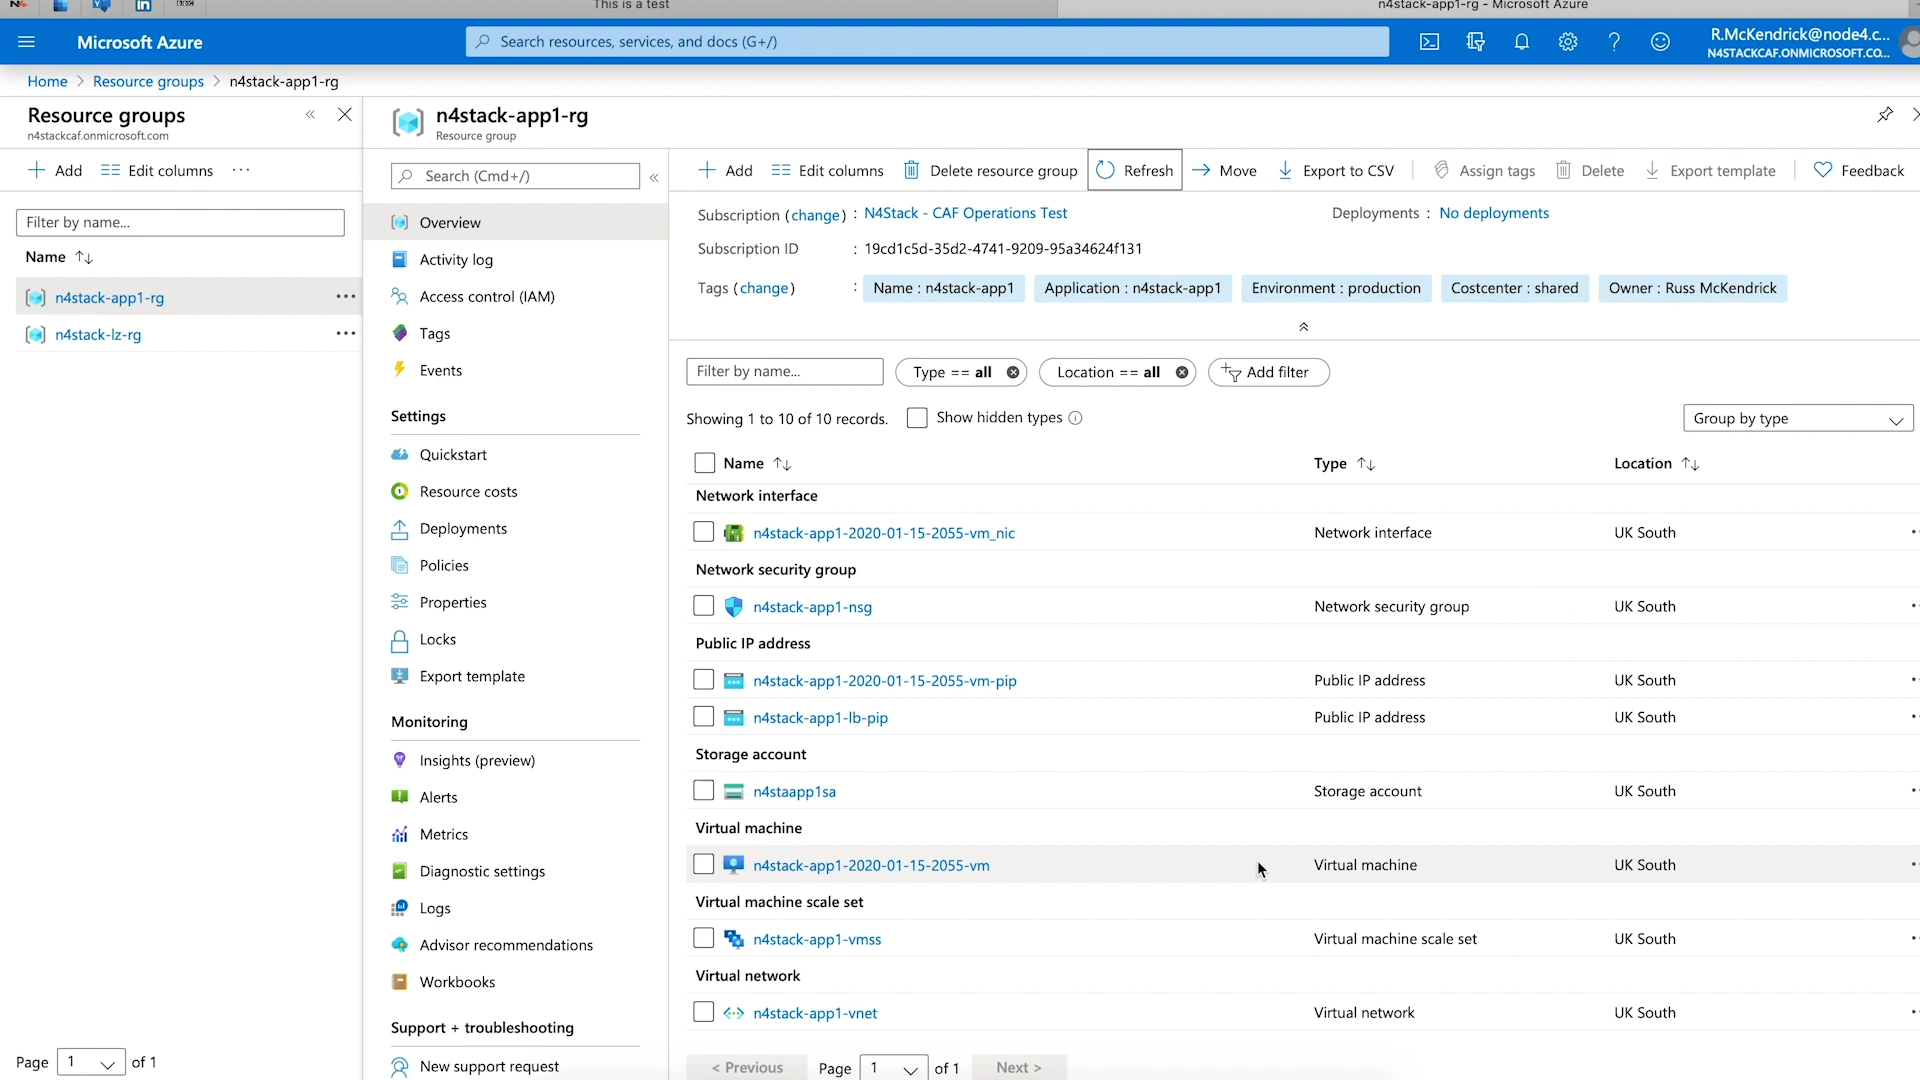 This is a test
n4stack-app1-rg - Microsoft Azure
Microsoft Azure
Search resources, services, and docs (G+/)
R.McKendrick@node4.c...
N4STACKCAF.ONMICROSOFT.CO...
Home > Resource groups > n4stack-app1-rg
Resource groups
n4stackcaf.onmicrosoft.com
Add
Edit columns
Filter by name...
Name
n4stack-app1-rg
n4stack-lz-rg
Page 1 of 1
n4stack-app1-rg
Resource group
Search (Cmd+/)
Overview
Activity log
Access control (IAM)
Tags
Events
Settings
Quickstart
Resource costs
Deployments
Policies
Properties
Locks
Export template
Monitoring
Insights (preview)
Alerts
Metrics
Diagnostic settings
Logs
Advisor recommendations
Workbooks
Support + troubleshooting
New support request
Add
Edit columns
Delete resource group
Refresh
Move
Export to CSV
Assign tags
Delete
Export template
Feedback
Subscription (change) : N4Stack - CAF Operations Test
Deployments : No deployments
Subscription ID : 19cd1c5d-35d2-4741-9209-95a34624f131
Tags (change) : Name : n4stack-app1 Application : n4stack-app1 Environment : production Costcenter : shared Owner : Russ McKendrick
Filter by name...
Type == all
Location == all
Add filter
Showing 1 to 10 of 10 records.
Show hidden types
Group by type
Name Type Location
Network interface
n4stack-app1-2020-01-15-2055-vm_nic Network interface UK South
Network security group
n4stack-app1-nsg Network security group UK South
Public IP address
n4stack-app1-2020-01-15-2055-vm-pip Public IP address UK South
n4stack-app1-lb-pip Public IP address UK South
Storage account
n4staapp1sa Storage account UK South
Virtual machine
n4stack-app1-2020-01-15-2055-vm Virtual machine UK South
Virtual machine scale set
n4stack-app1-vmss Virtual machine scale set UK South
Virtual network
n4stack-app1-vnet Virtual network UK South
< Previous Page 1 of 1 Next >